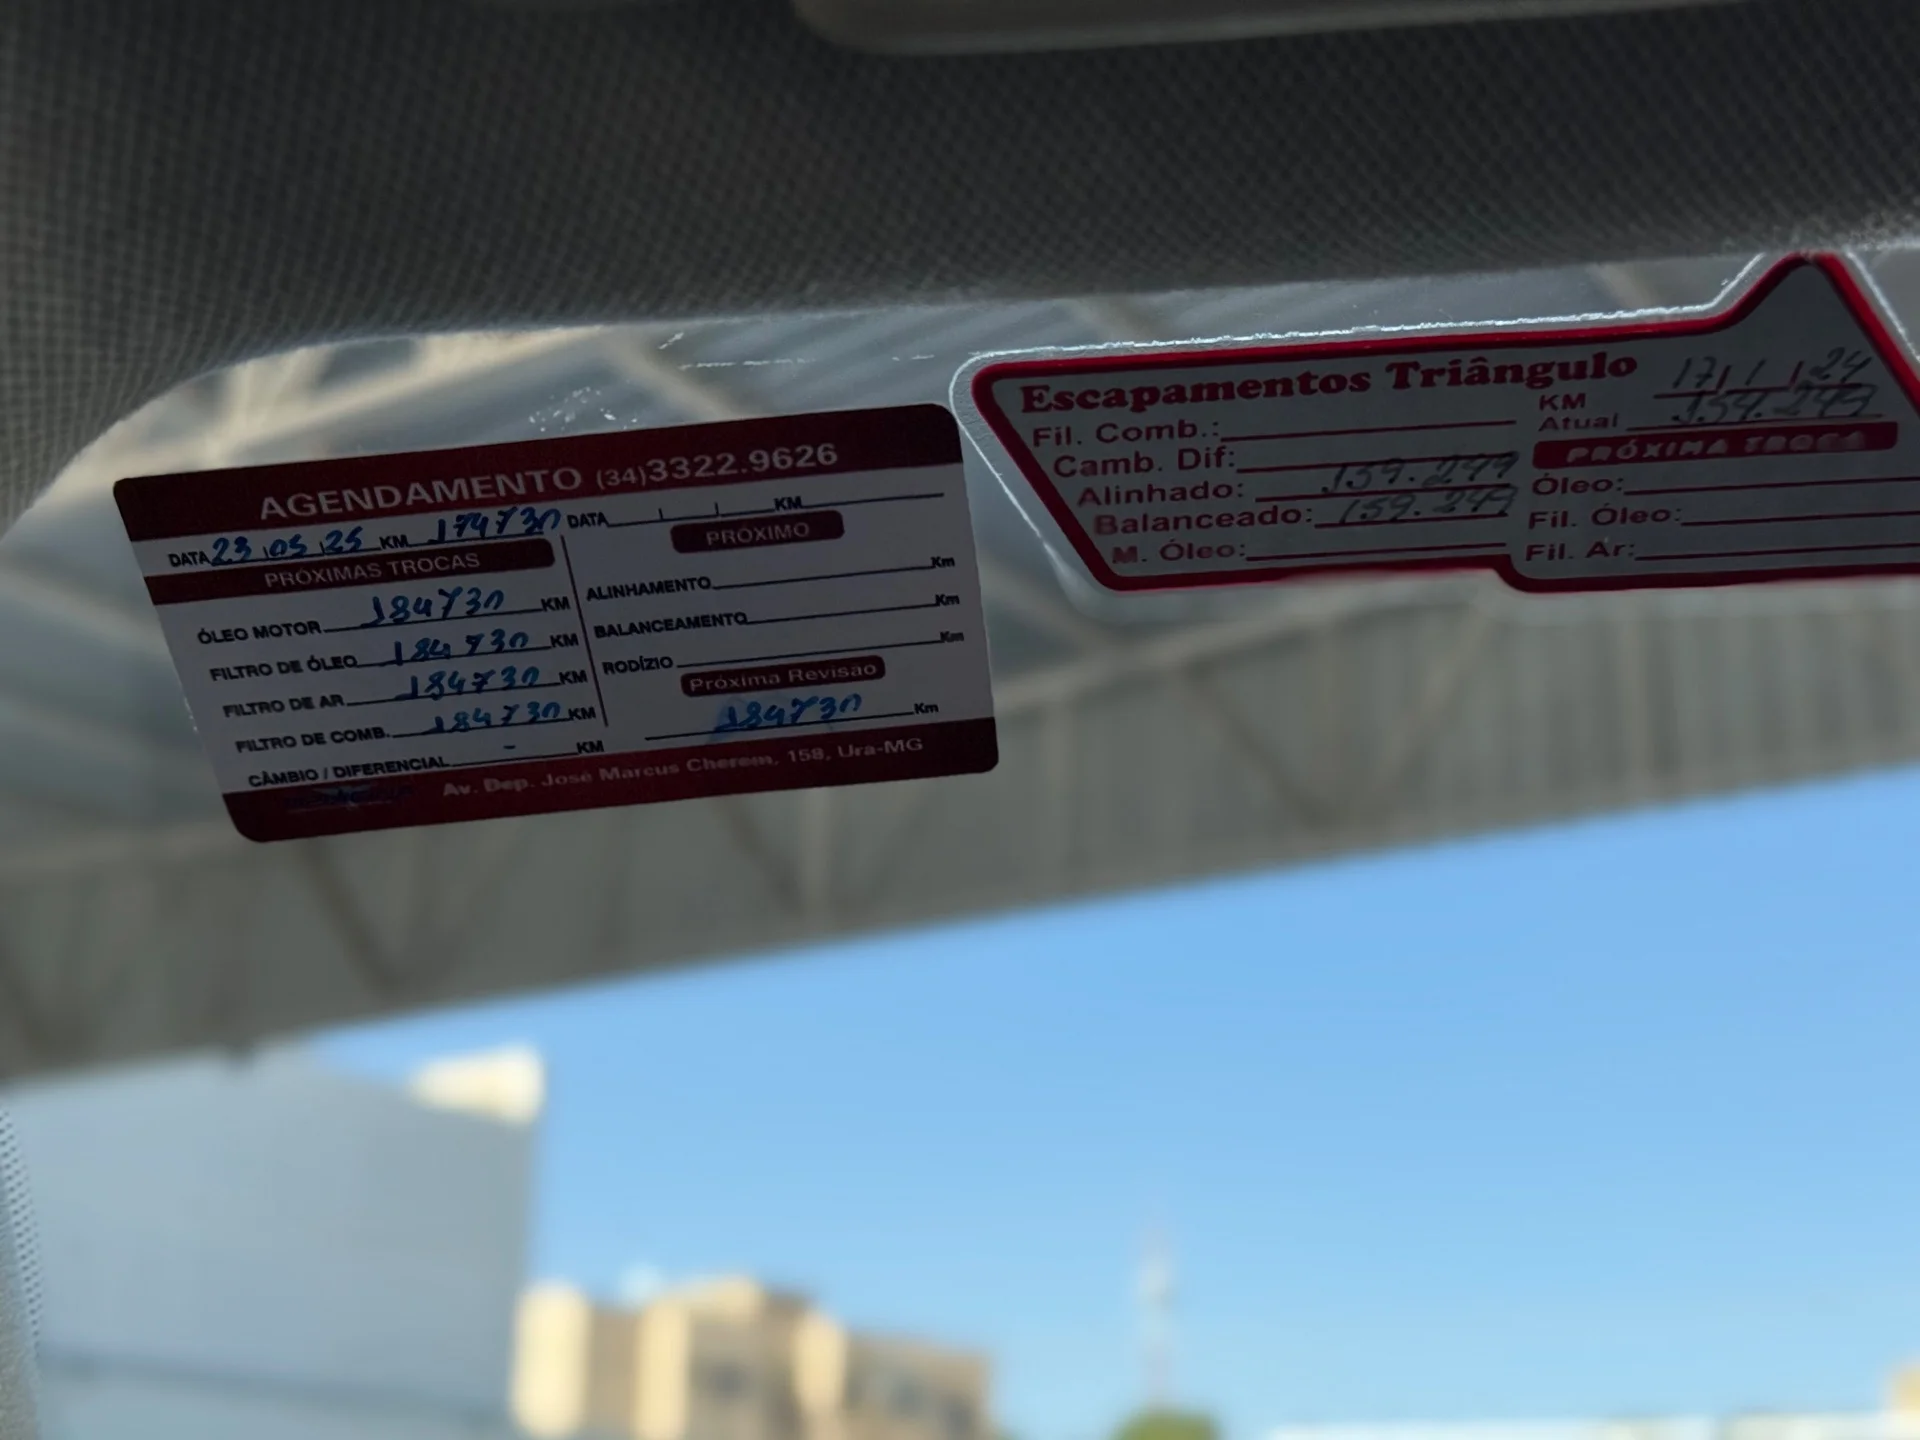 AGENDAMENTO (34)3322.9626
DATA 23 / 05 / 25 KM 174730
DATA / / KM
PRÓXIMAS TROCAS
ÓLEO MOTOR 184730 KM
FILTRO DE ÓLEO 184730 KM
FILTRO DE AR 184730 KM
FILTRO DE COMB. 184730 KM
CÂMBIO / DIFERENCIAL - KM
PRÓXIMO
ALINHAMENTO Km
BALANCEAMENTO Km
RODÍZIO Km
Próxima Revisão
184730 Km
Av. Dep. José Marcus Cherem, 158, Ura-MG
Escapamentos Triângulo
17 / 1 / 24
Fil. Comb.:
Camb. Dif:
Alinhado: 159.249
Balanceado: 159.249
M. Óleo:
KM
Atual 159.249
PRÓXIMA TROCA
Óleo:
Fil. Óleo:
Fil. Ar: